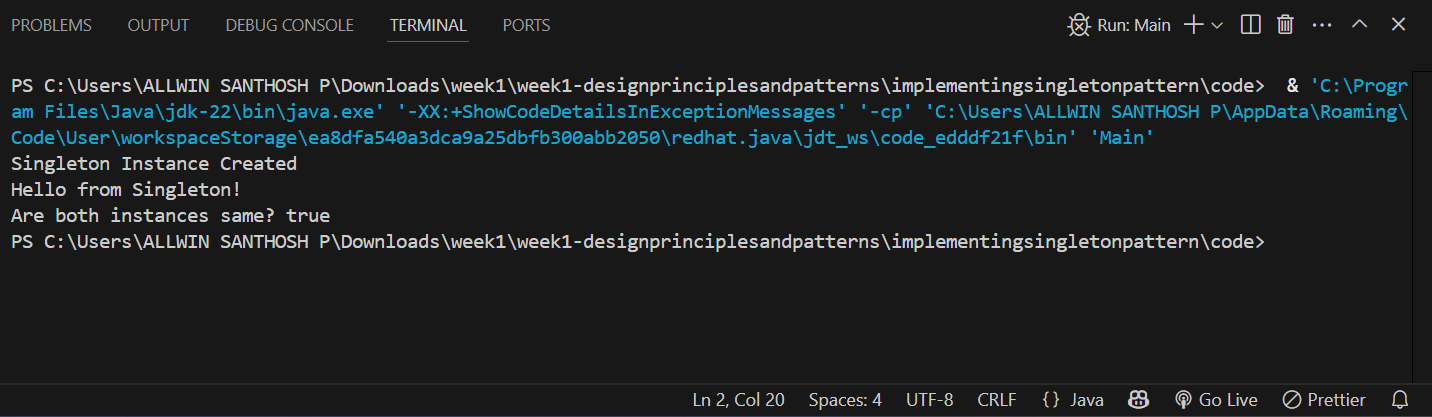 PROBLEMS OUTPUT DEBUG CONSOLE TERMINAL PORTS Run: Main
PS C:\Users\ALLWIN SANTHOSH P\Downloads\week1\week1-designprinciplesandpatterns\implementingsingletonpattern\code>  & 'C:\Progr
am Files\Java\jdk-22\bin\java.exe' '-XX:+ShowCodeDetailsInExceptionMessages' '-cp' 'C:\Users\ALLWIN SANTHOSH P\AppData\Roaming\
Code\User\workspaceStorage\ea8dfa540a3dca9a25dbfb300abb2050\redhat.java\jdt_ws\code_edddf21f\bin' 'Main'
Singleton Instance Created
Hello from Singleton!
Are both instances same? true
PS C:\Users\ALLWIN SANTHOSH P\Downloads\week1\week1-designprinciplesandpatterns\implementingsingletonpattern\code>
Ln 2, Col 20 Spaces: 4 UTF-8 CRLF {} Java Go Live Prettier